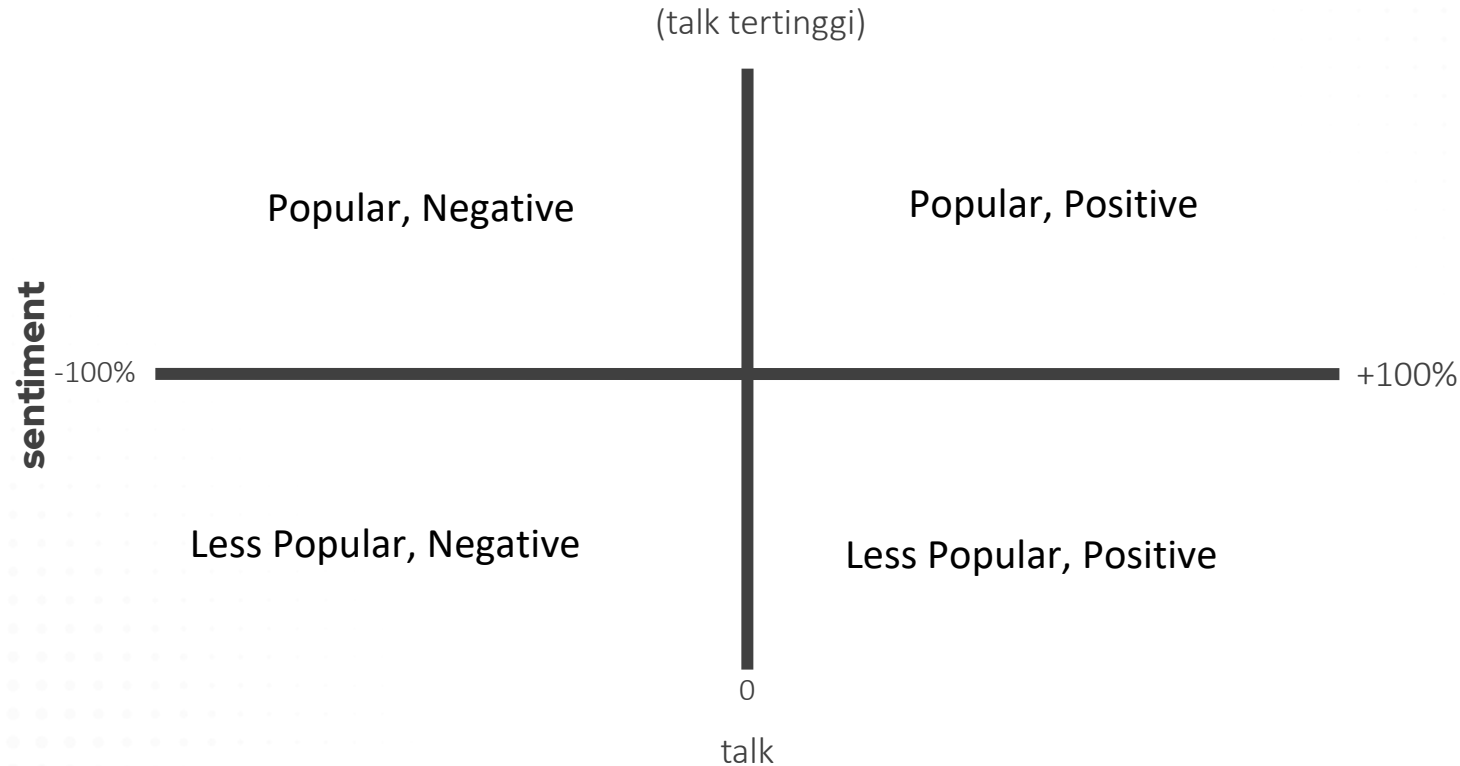 (talk tertinggi)
Popular, Negative
Popular, Positive
sentiment
-100%
+100%
Less Popular, Negative
Less Popular, Positive
0
talk